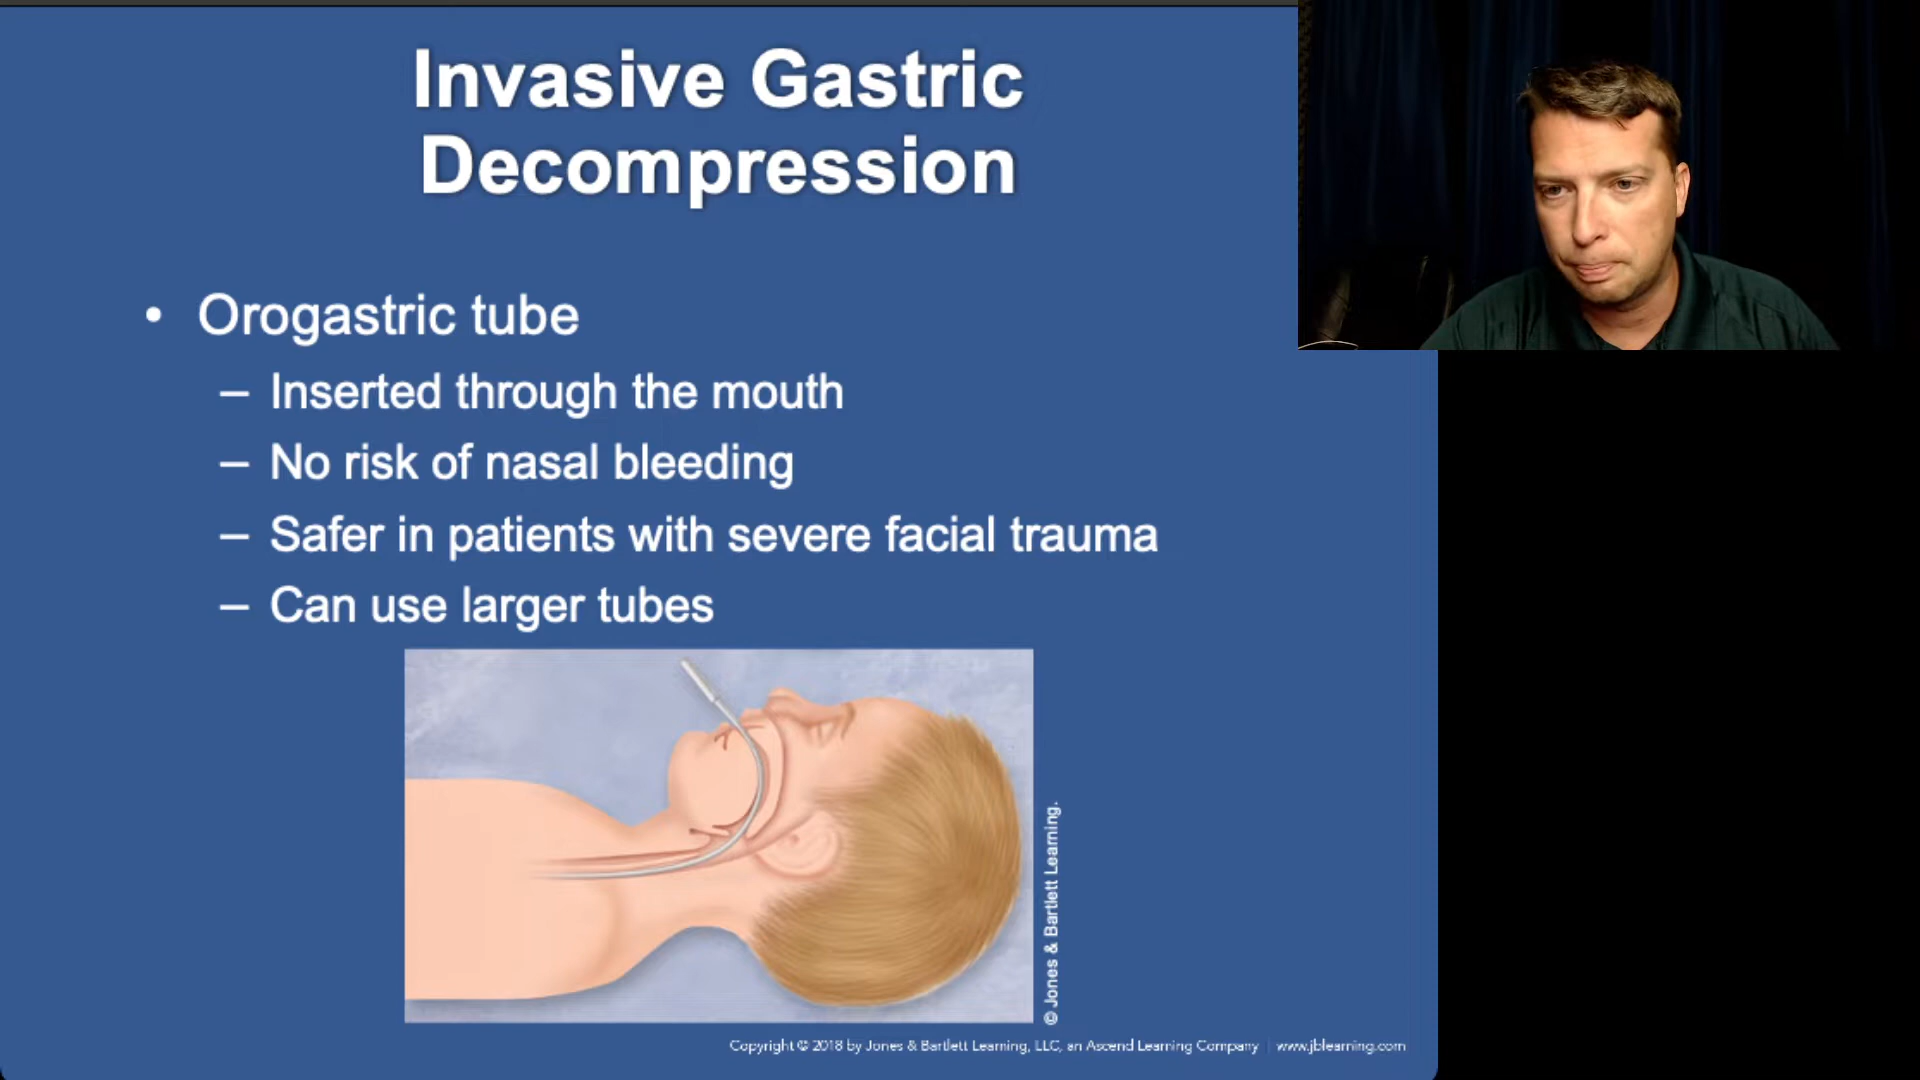 Invasive Gastric
Decompression
• Orogastric tube
– Inserted through the mouth
– No risk of nasal bleeding
– Safer in patients with severe facial trauma
– Can use larger tubes
© Jones & Bartlett Learning.
Copyright © 2018 by Jones & Bartlett Learning, LLC, an Ascend Learning Company | www.jblearning.com